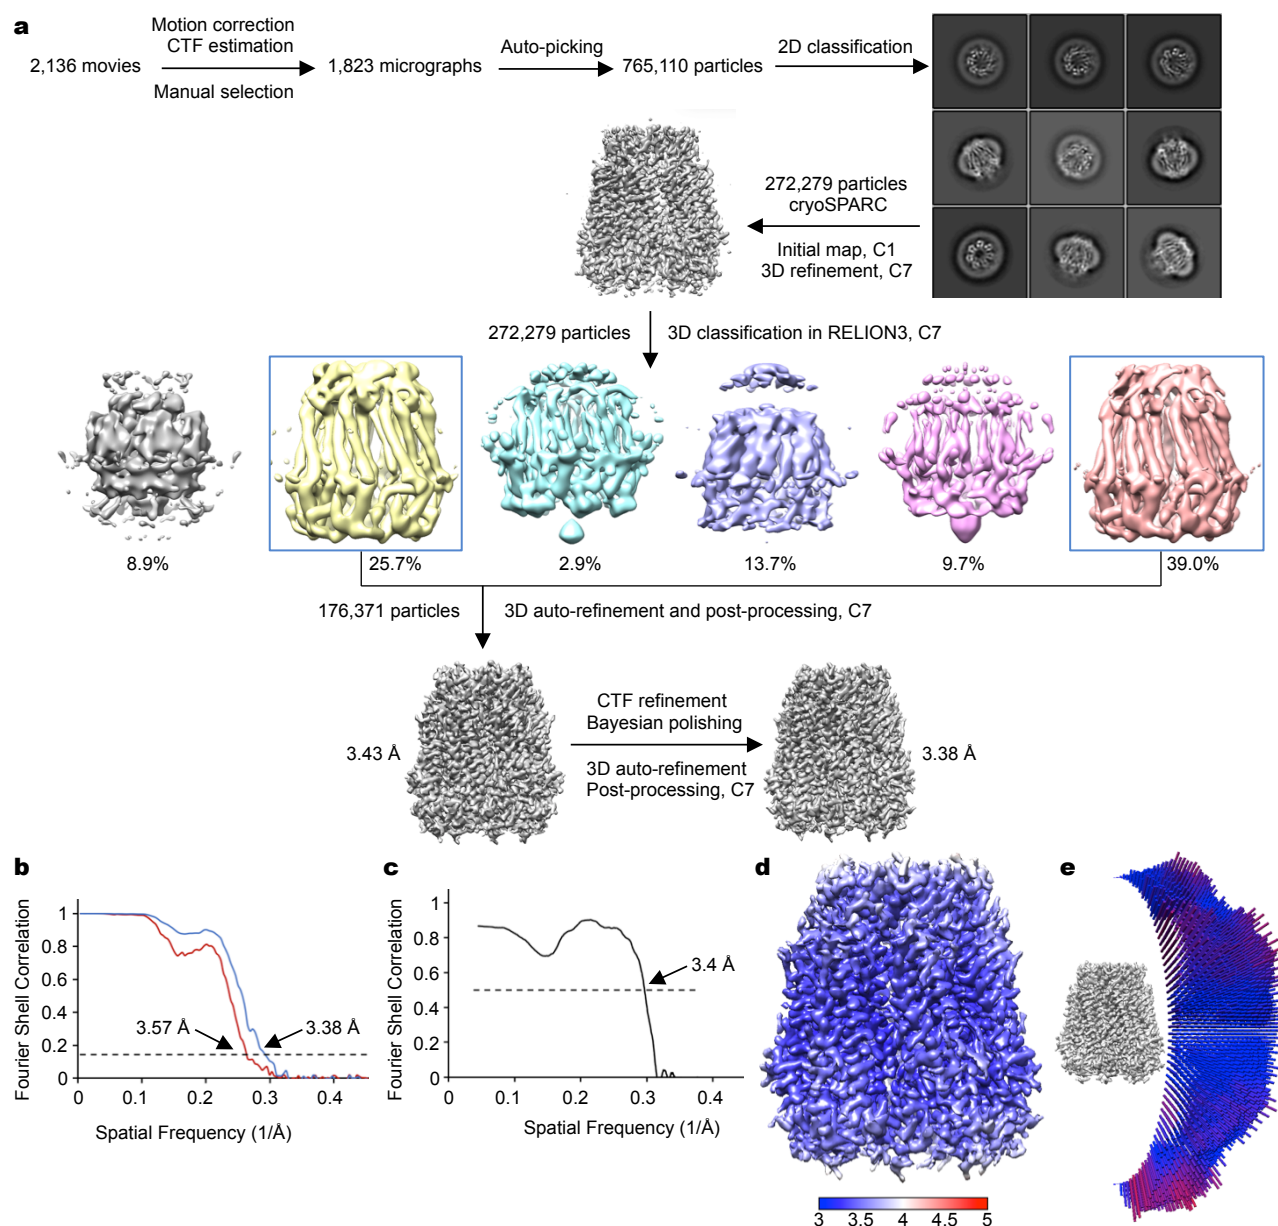 a
2,136 movies
Motion correction
CTF estimation
Manual selection
1,823 micrographs
Auto-picking
765,110 particles
2D classification
272,279 particles
cryoSPARC
Initial map, C1
3D refinement, C7
272,279 particles
3D classification in RELION3, C7
8.9%
25.7%
2.9%
13.7%
9.7%
39.0%
176,371 particles
3D auto-refinement and post-processing, C7
3.43 Å
CTF refinement
Bayesian polishing
3D auto-refinement
Post-processing, C7
3.38 Å
b
Fourier Shell Correlation
1
0.8
0.6
0.4
0.2
0
3.57 Å
3.38 Å
0
0.1
0.2
0.3
0.4
Spatial Frequency (1/Å)
c
Fourier Shell Correlation
1
0.8
0.6
0.4
0.2
0
3.4 Å
0
0.1
0.2
0.3
0.4
Spatial Frequency (1/Å)
d
3
3.5
4
4.5
5
e